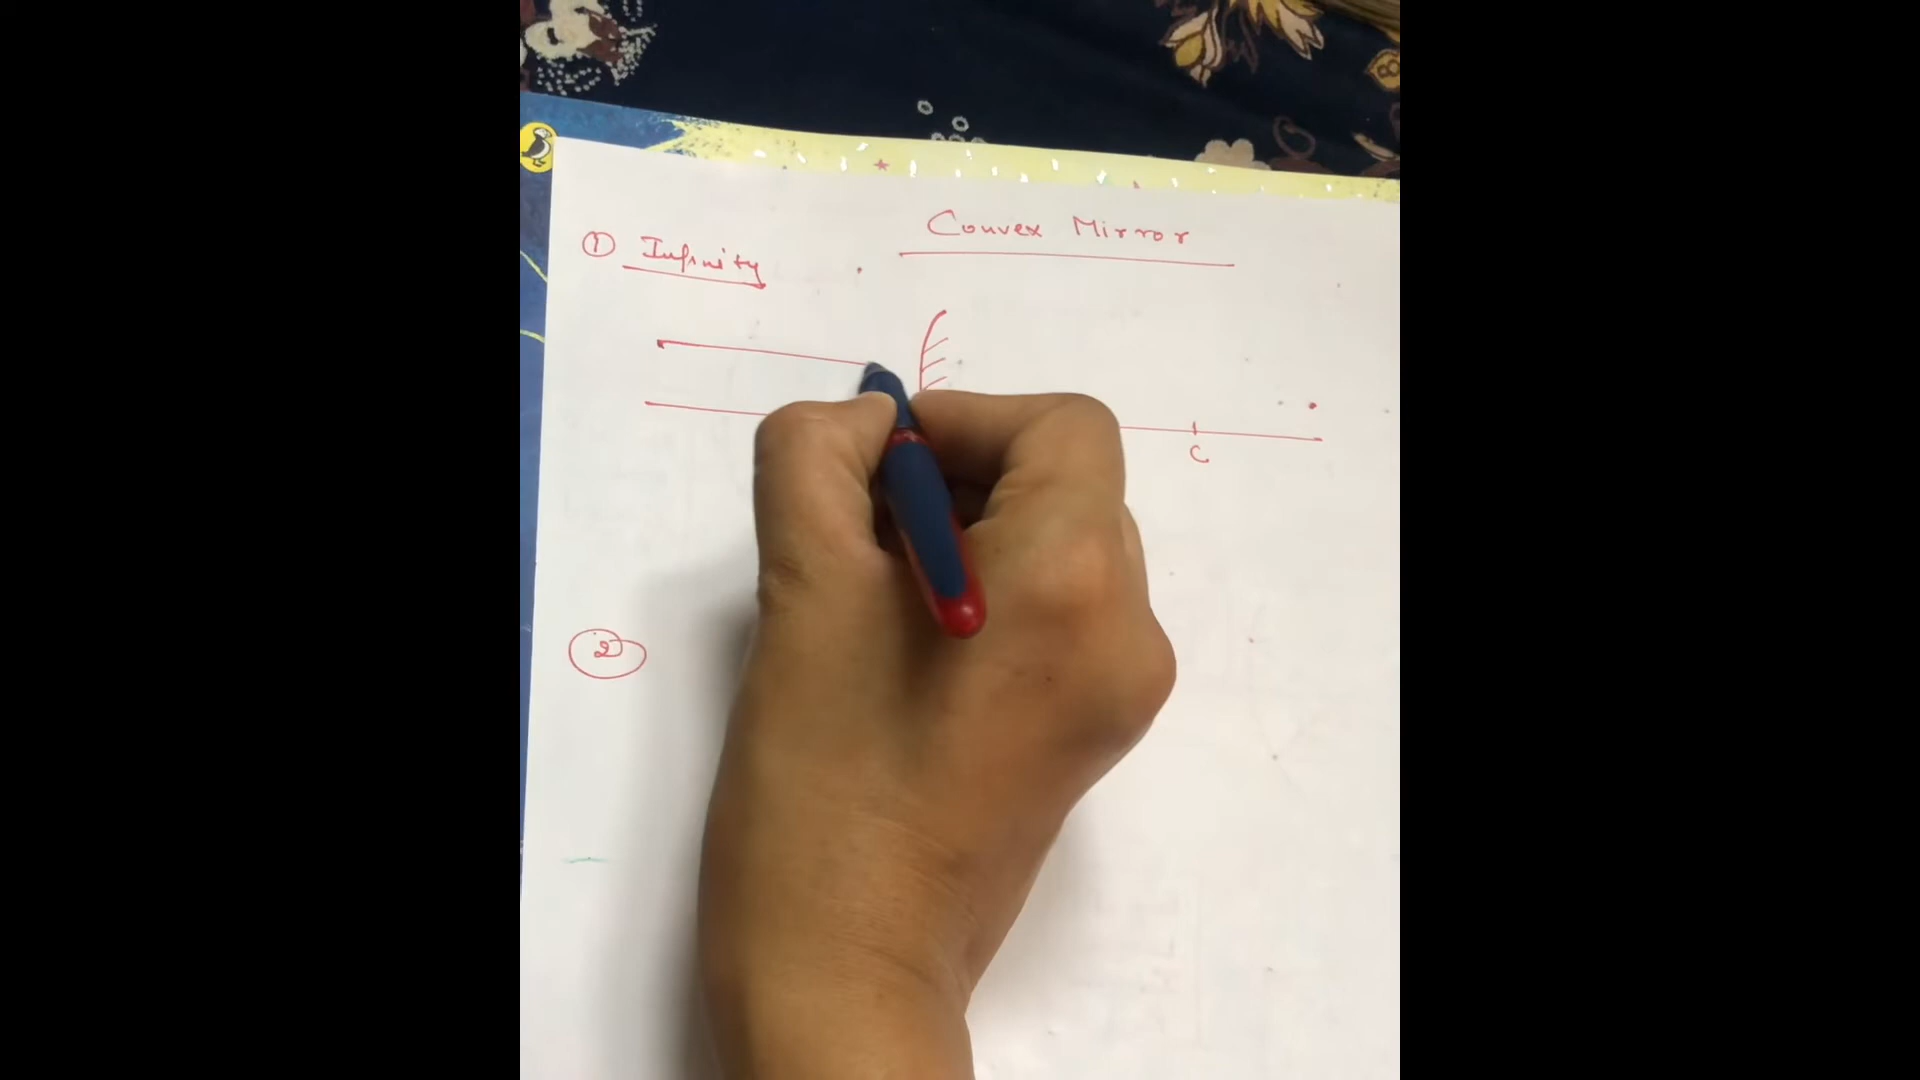 Convex Mirror
① Infinity
C
②